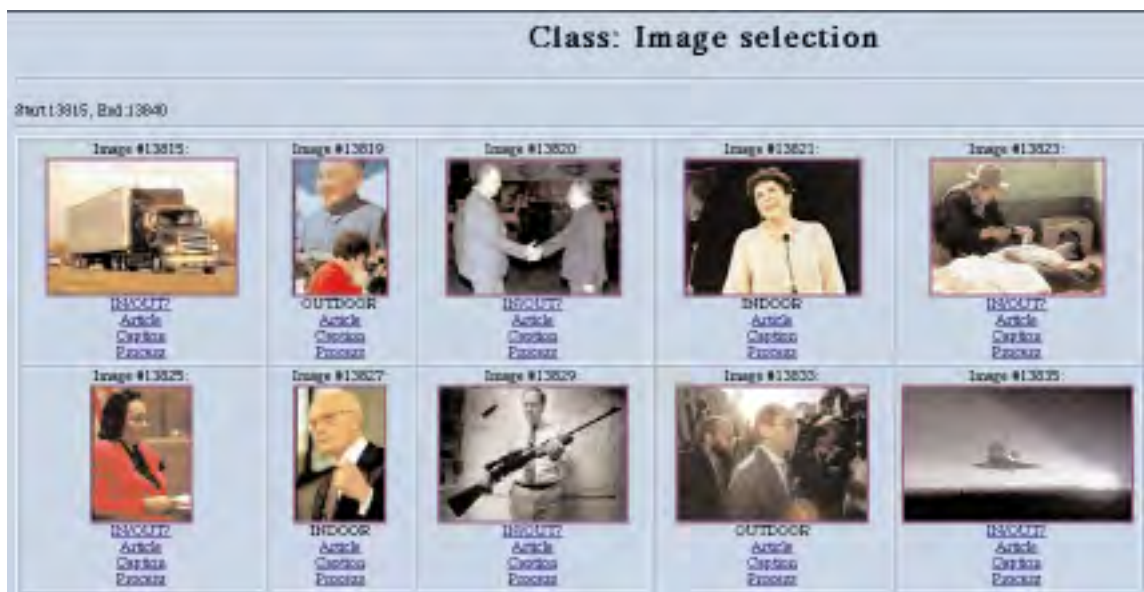 Class: Image selection
Start:13815, End:13840
Image #13815:
IN/OUT?
Article
Caption
Process
Image #13819:
OUTDOOR
Article
Caption
Process
Image #13820:
IN/OUT?
Article
Caption
Process
Image #13821:
INDOOR
Article
Caption
Process
Image #13823:
IN/OUT?
Article
Caption
Process
Image #13825:
IN/OUT?
Article
Caption
Process
Image #13827:
INDOOR
Article
Caption
Process
Image #13829:
IN/OUT?
Article
Caption
Process
Image #13833:
OUTDOOR
Article
Caption
Process
Image #13835:
IN/OUT?
Article
Caption
Process